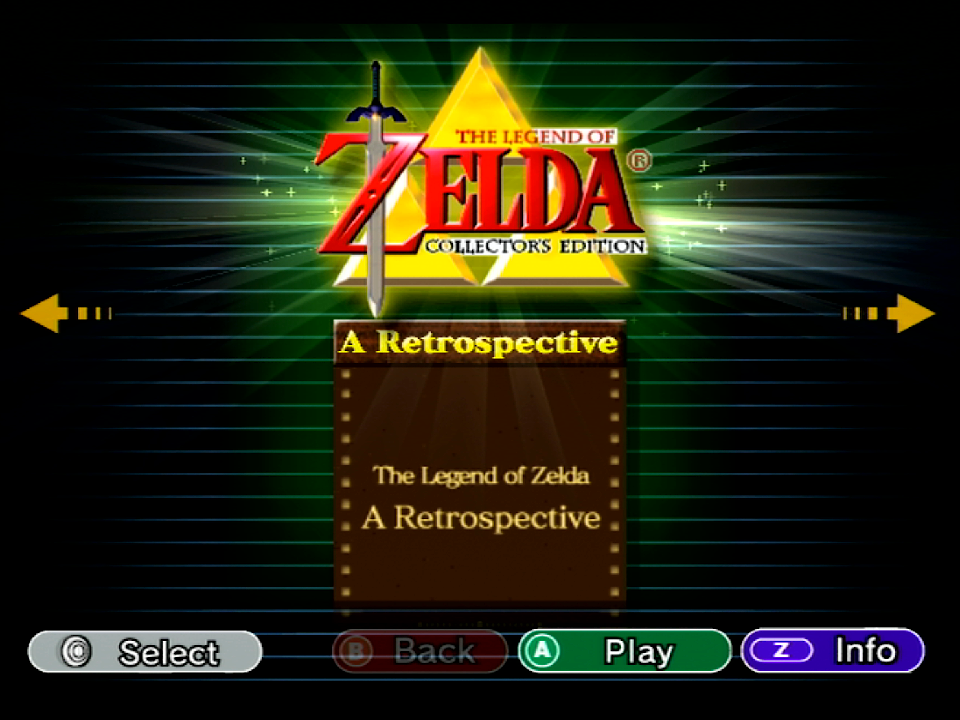 THE LEGEND OF
ZELDA®
COLLECTOR'S EDITION
A Retrospective
The Legend of Zelda
A Retrospective
Select
B Back
A Play
Z Info